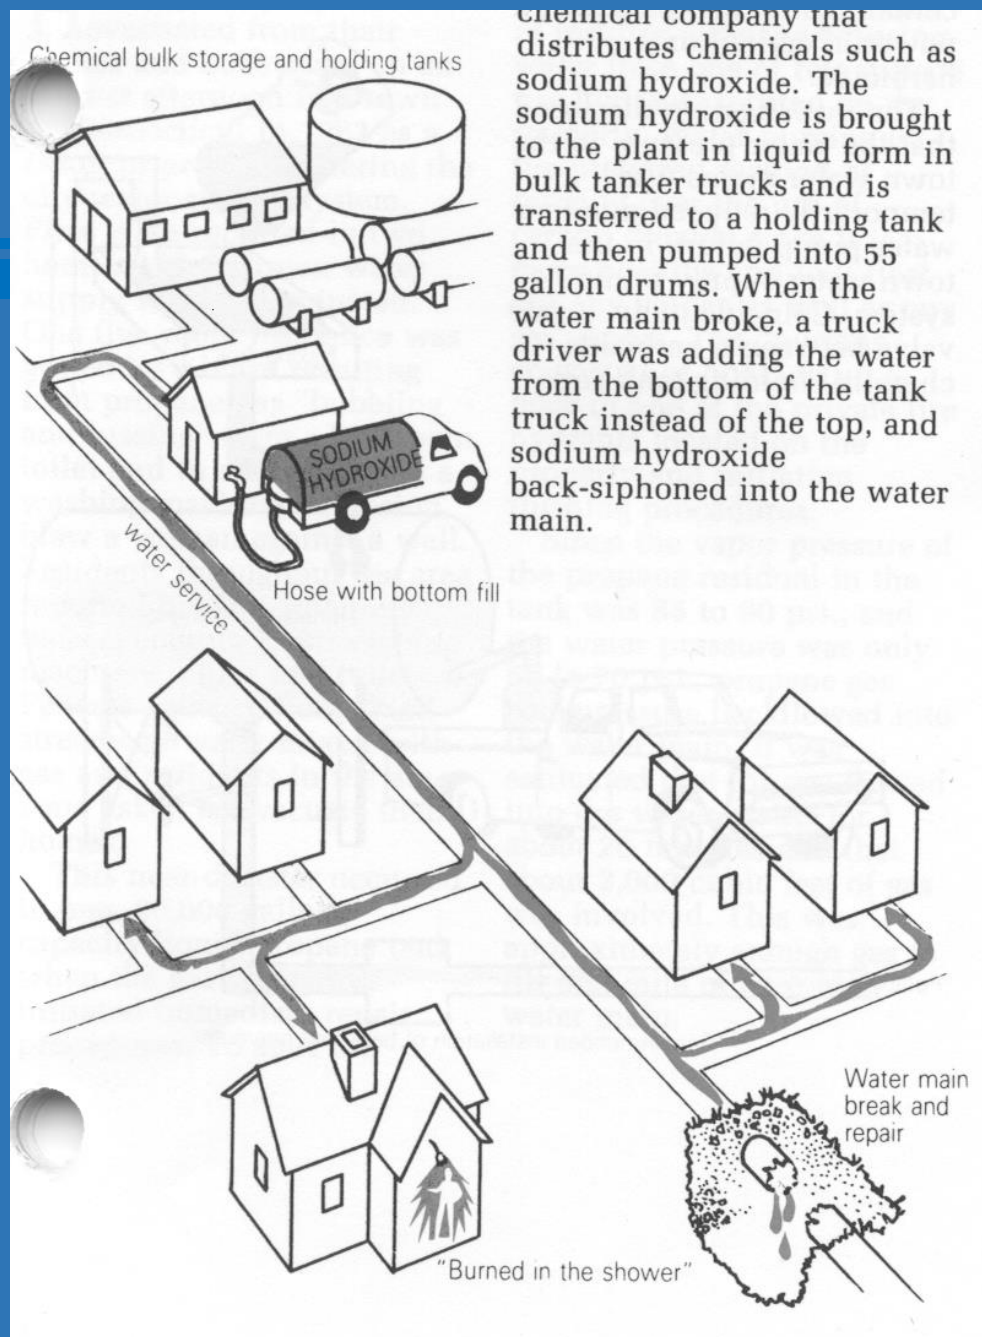 Chemical bulk storage and holding tanks
chemical company that
distributes chemicals such as
sodium hydroxide. The
sodium hydroxide is brought
to the plant in liquid form in
bulk tanker trucks and is
transferred to a holding tank
and then pumped into 55
gallon drums. When the
water main broke, a truck
driver was adding the water
from the bottom of the tank
truck instead of the top, and
sodium hydroxide
back-siphoned into the water
main.
SODIUM
HYDROXIDE
Hose with bottom fill
water service
Water main
break and
repair
"Burned in the shower"